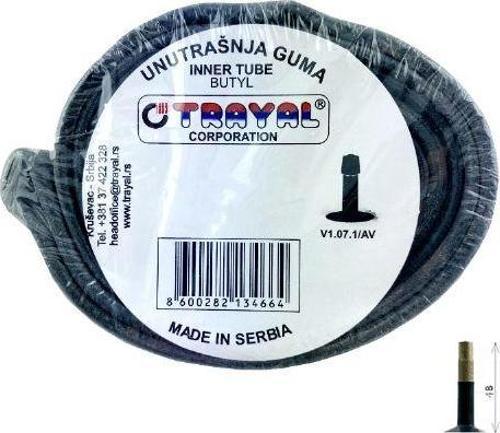 UNUTRAŠNJA GUMA
INNER TUBE
BUTYL
TRAYAL®
CORPORATION
Kruševac - Srbija
Tel. +381 37 422 328
headoffice@trayal.rs
www.trayal.rs
V1.07.1/AV
8 600282 134664
MADE IN SERBIA
48